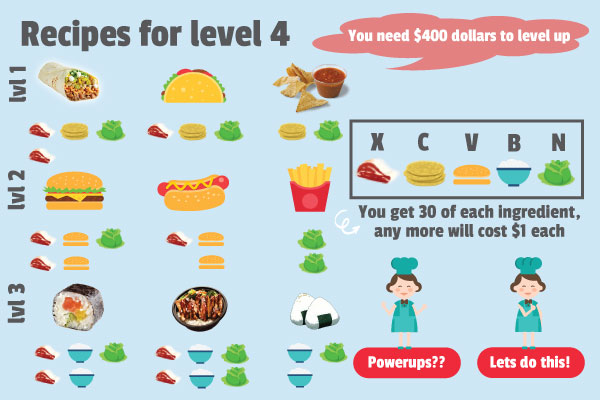 Recipes for level 4
You need $400 dollars to level up
lvl 1
X C V B N
lvl 2
You get 30 of each ingredient,
any more will cost $1 each
lvl 3
Powerups??
Lets do this!